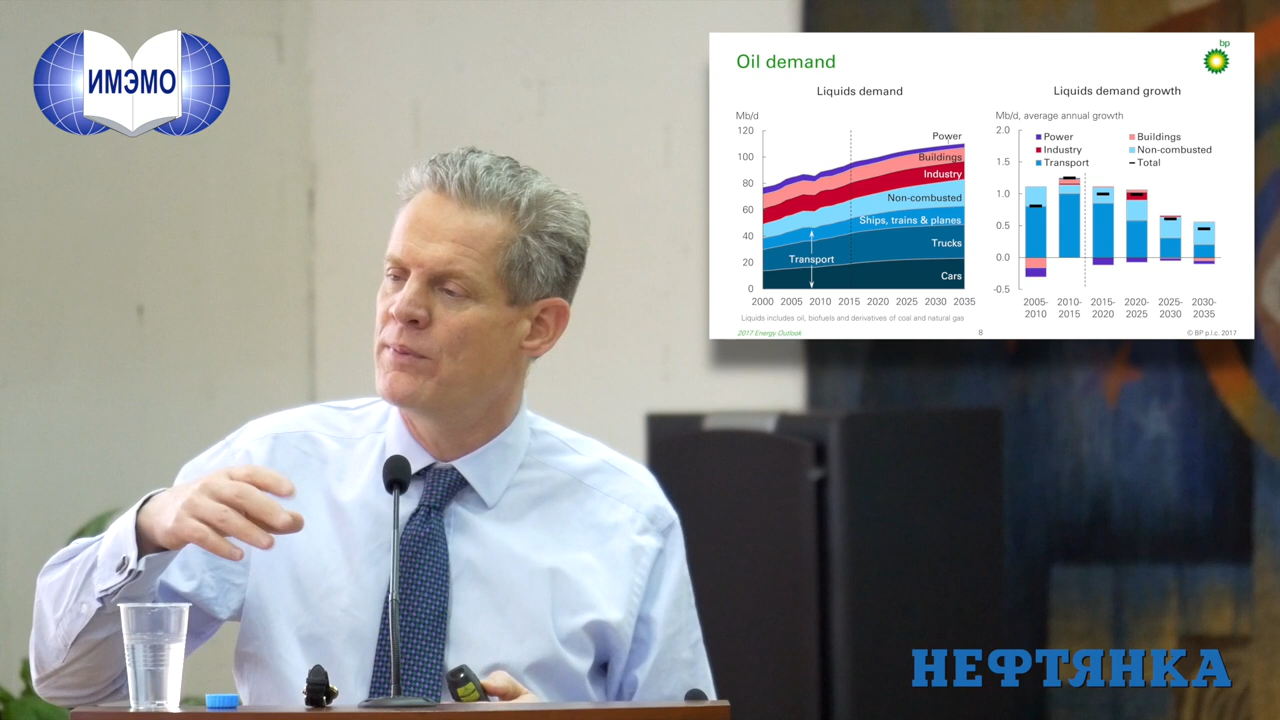 ИМЭМО
bp
Oil demand
Liquids demand
Mb/d
120
100
80
60
40
20
0
Power
Buildings
Industry
Non-combusted
Ships, trains & planes
Trucks
Transport
Cars
2000 2005 2010 2015 2020 2025 2030 2035
Liquids includes oil, biofuels and derivatives of coal and natural gas
Liquids demand growth
Mb/d, average annual growth
2.0
1.5
1.0
0.5
0.0
-0.5
Power
Industry
Transport
Buildings
Non-combusted
Total
2005- 2010- 2015- 2020- 2025- 2030-
2010 2015 2020 2025 2030 2035
2017 Energy Outlook
8
© BP p.l.c. 2017
НЕФТЯНКА